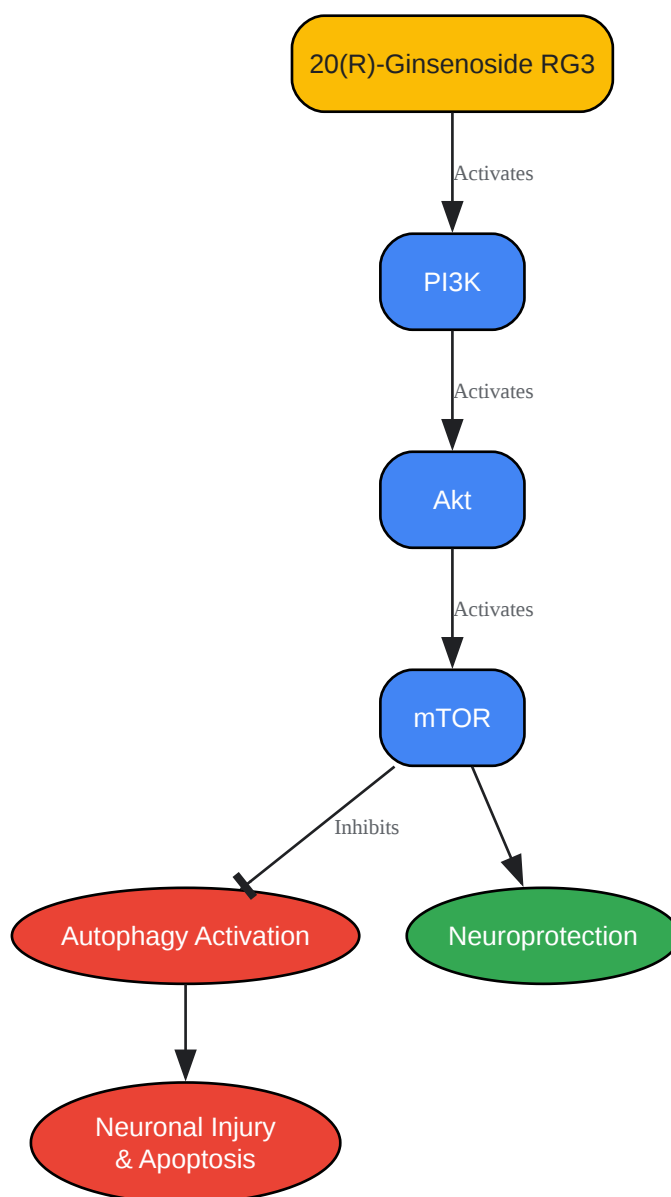 20(R)-Ginsenoside RG3
Activates
PI3K
Activates
Akt
Activates
mTOR
Inhibits
Autophagy Activation
Neuroprotection
Neuronal Injury
& Apoptosis